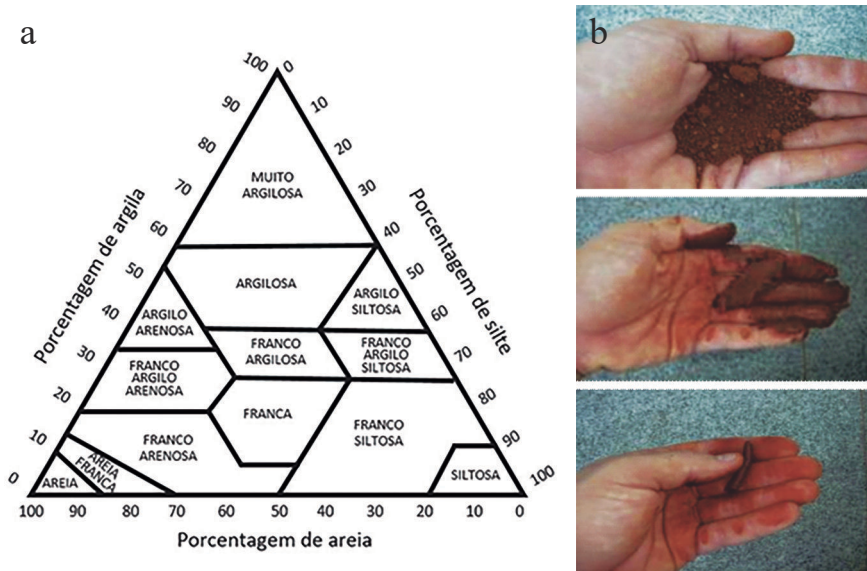 a
b
100
90
80
70
60
50
40
30
20
10
0
Porcentagem de argila
0
10
20
30
40
50
60
70
80
90
100
Porcentagem de silte
MUITO
ARGILOSA
ARGILOSA
ARGILO
SILTOSA
ARGILO
ARENOSA
FRANCO
ARGILOSA
FRANCO
ARGILO
SILTOSA
FRANCO
ARGILO
ARENOSA
FRANCA
FRANCO
SILTOSA
FRANCO
ARENOSA
AREIA
FRANCA
AREIA
SILTOSA
100 90 80 70 60 50 40 30 20 10 0
Porcentagem de areia